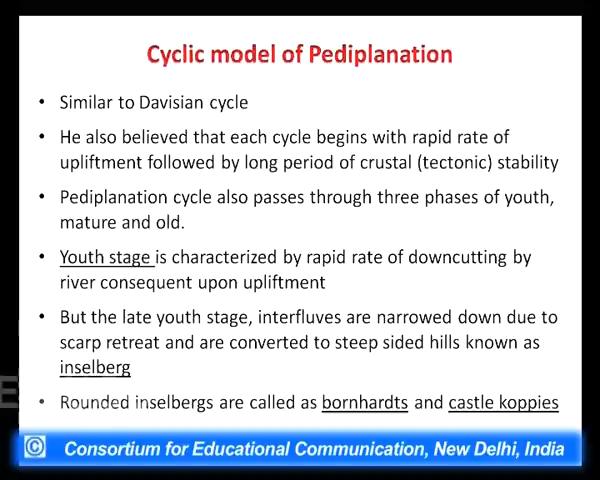 Cyclic model of Pediplanation
• Similar to Davisian cycle
• He also believed that each cycle begins with rapid rate of
upliftment followed by long period of crustal (tectonic) stability
• Pediplanation cycle also passes through three phases of youth,
mature and old.
• Youth stage is characterized by rapid rate of downcutting by
river consequent upon upliftment
• But the late youth stage, interfluves are narrowed down due to
scarp retreat and are converted to steep sided hills known as
inselberg
• Rounded inselbergs are called as bornhardts and castle koppies
© Consortium for Educational Communication, New Delhi, India